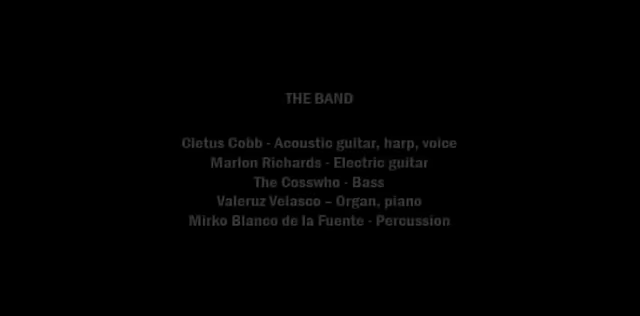 THE BAND
Cletus Cobb - Acoustic guitar, harp, voice
Marlon Richards - Electric guitar
The Cosswho - Bass
Valeruz Velasco – Organ, piano
Mirko Blanco de la Fuente - Percussion